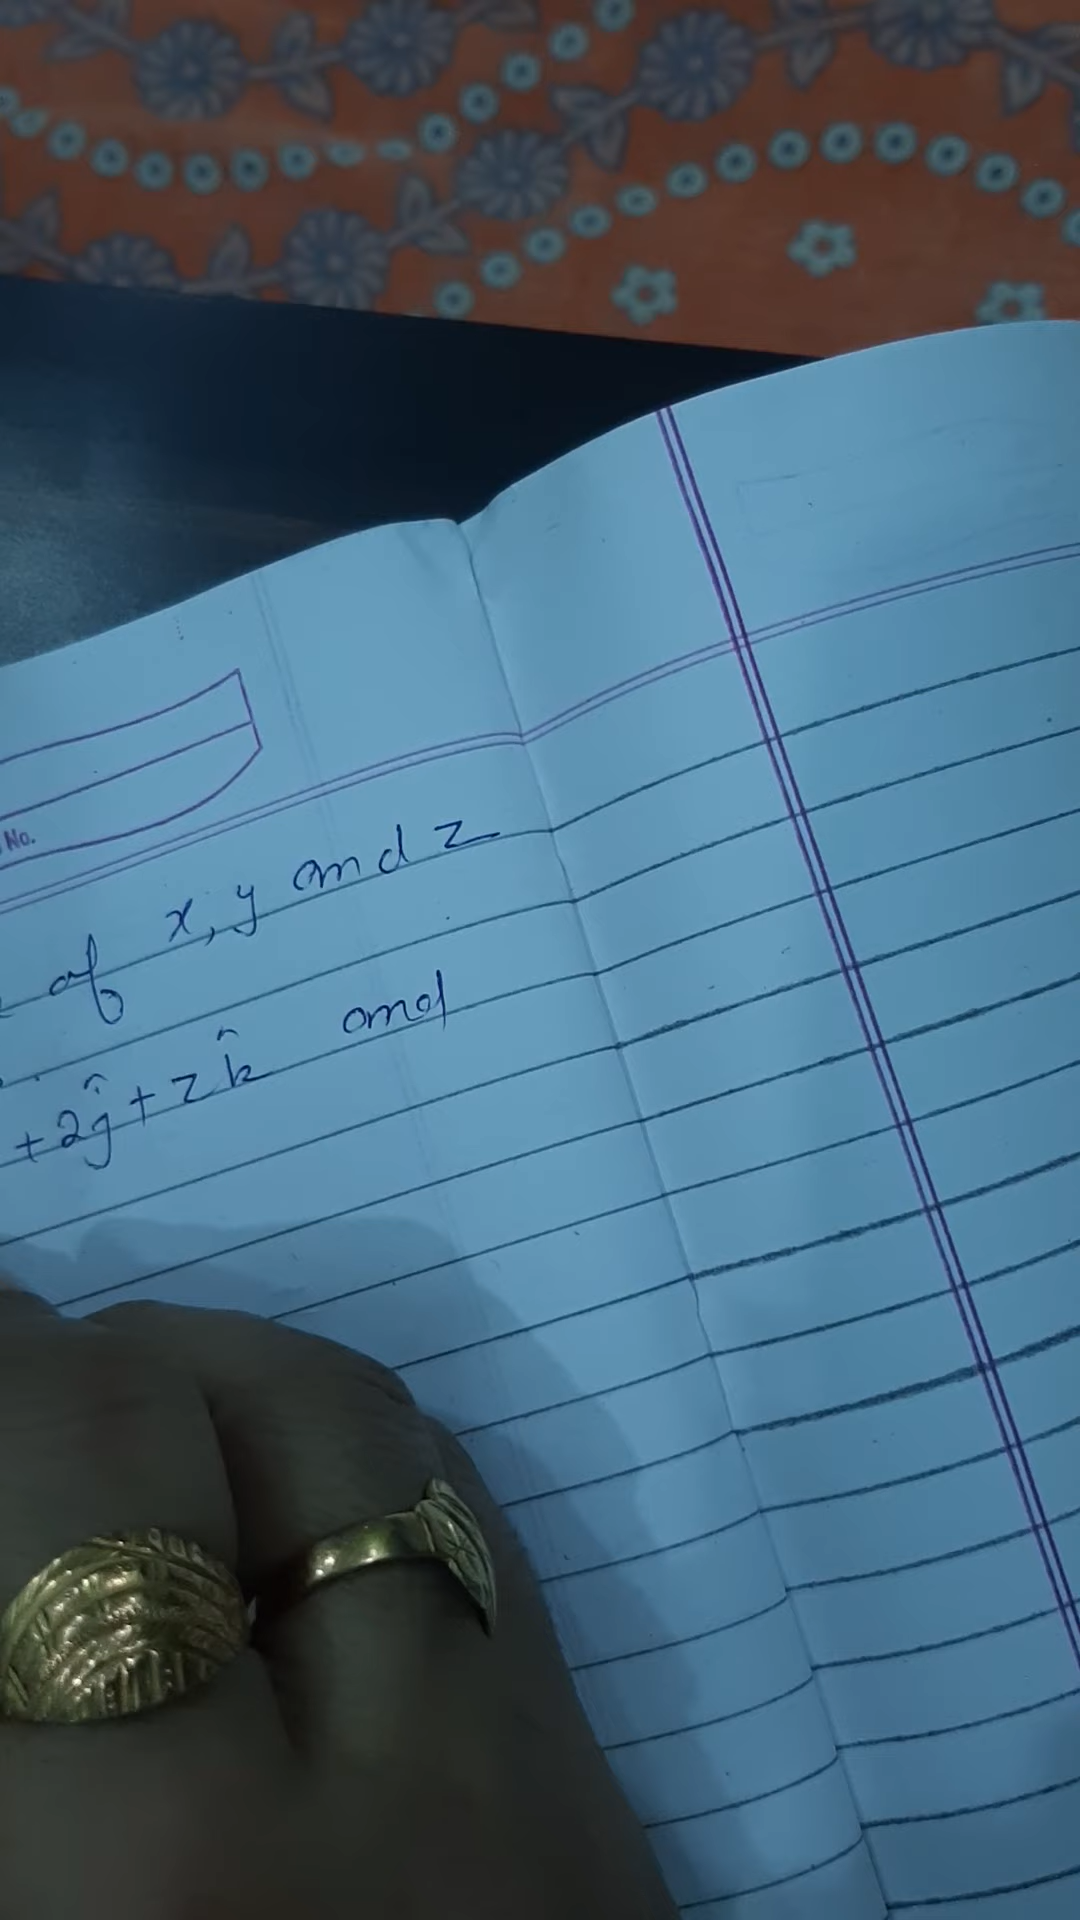 No.
of x, y and z
+2ĵ+zk̂ and